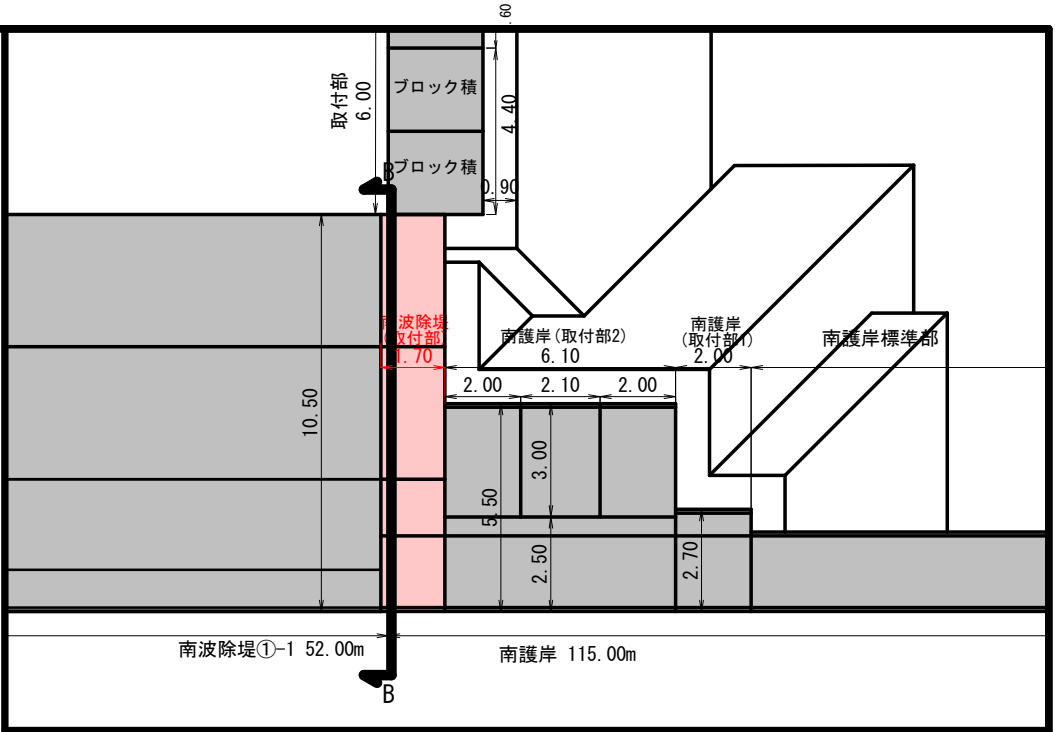 .60
取付部
6.00
ブロック積
4.40
ブロック積
B
0.90
南波除堤
(取付部)
1.70
南護岸(取付部2)
6.10
南護岸
(取付部1)
2.00
南護岸標準部
2.00
2.10
2.00
10.50
3.00
5.50
2.50
2.70
南波除堤①-1 52.00m
南護岸 115.00m
B